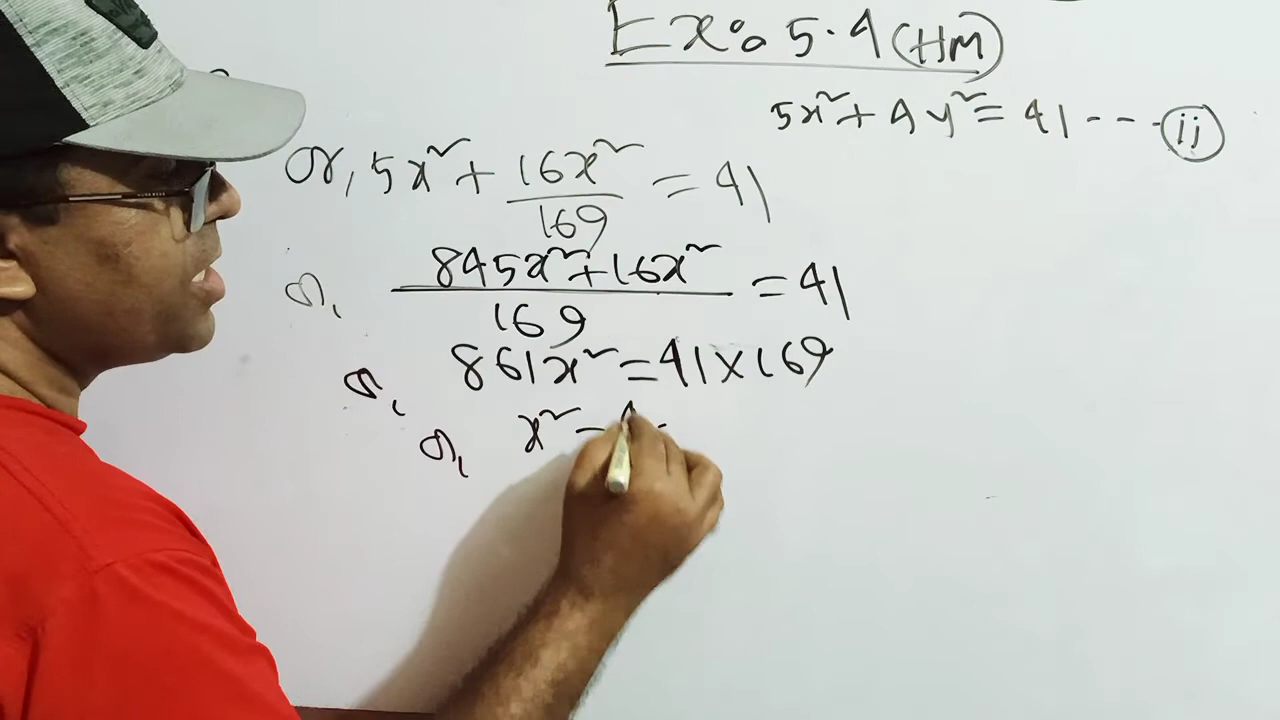 Ex: 5.4 (HM)
5x² + 4y² = 41 --- (ii)
or, 5x² + 16x²/169 = 41
or, 845x² + 16x²/169 = 41
or, 861x² = 41 × 169
or, x² =